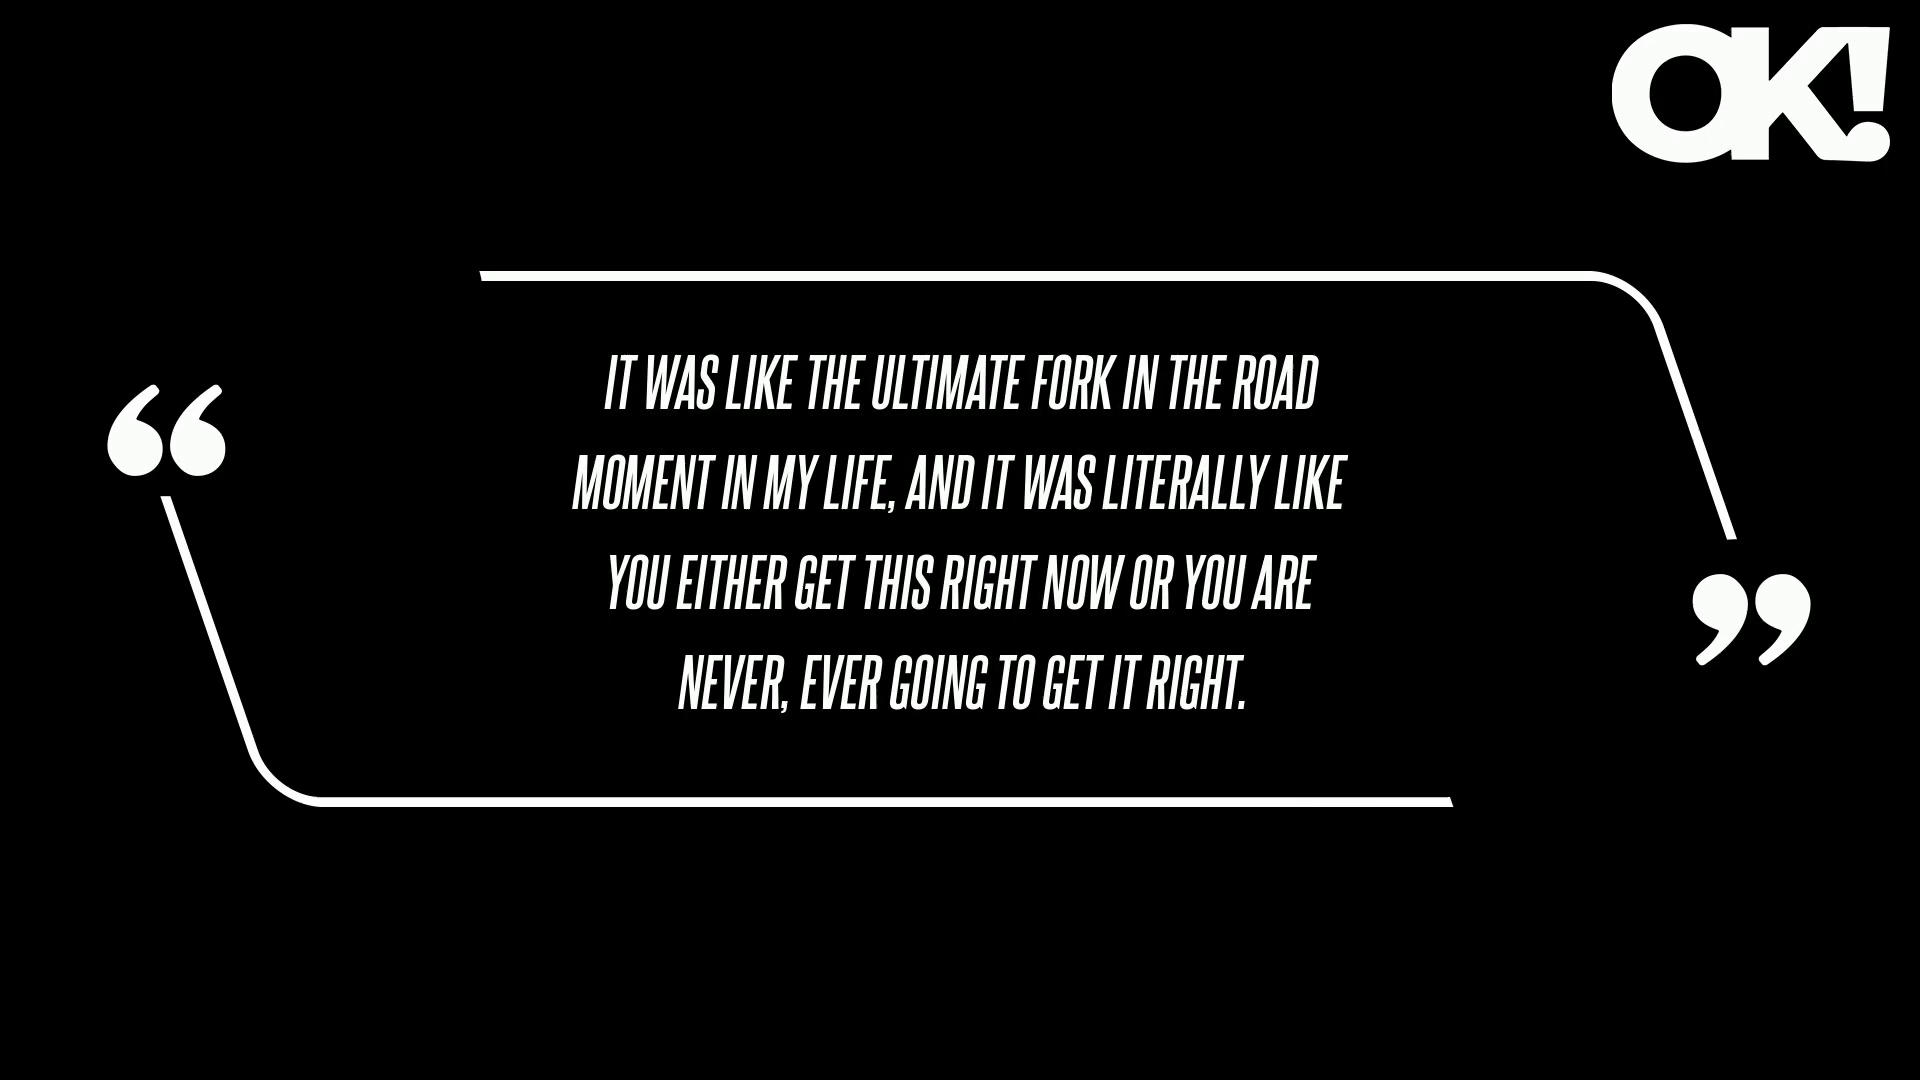 OK!
“
IT WAS LIKE THE ULTIMATE FORK IN THE ROAD
MOMENT IN MY LIFE, AND IT WAS LITERALLY LIKE
YOU EITHER GET THIS RIGHT NOW OR YOU ARE
NEVER, EVER GOING TO GET IT RIGHT.
”